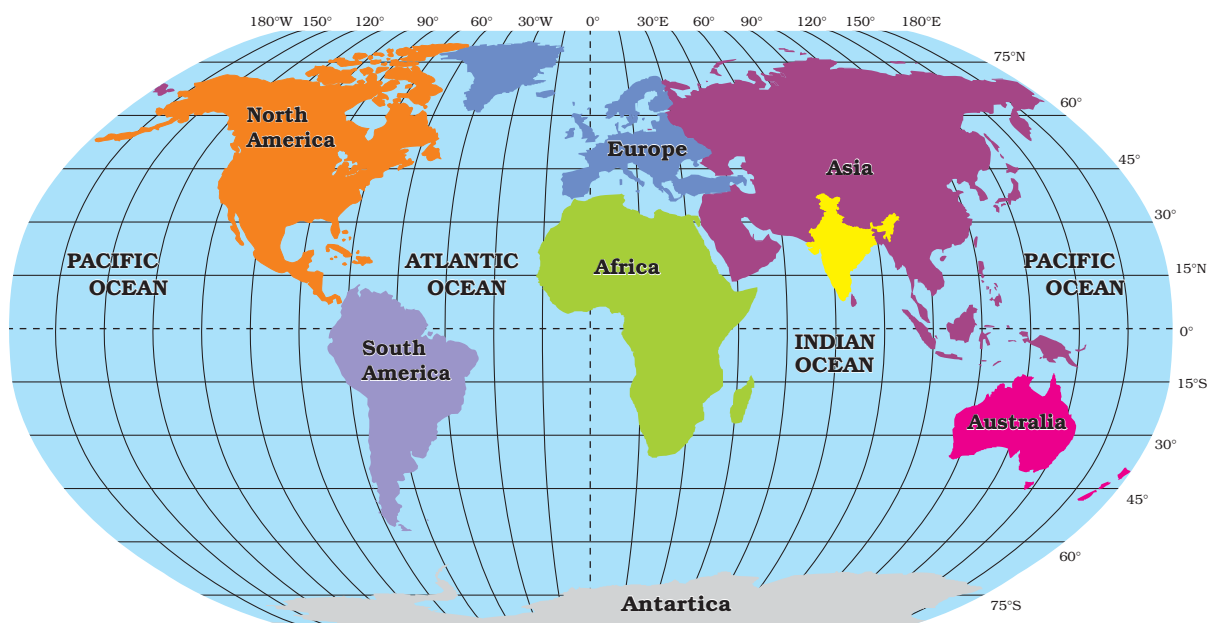 180°W 150° 120° 90° 60° 30°W 0° 30°E 60° 90° 120° 150° 180°E
75°N
60°
45°
30°
15°N
0°
15°S
30°
45°
60°
75°S
North
America
Europe
Asia
Africa
PACIFIC
OCEAN
ATLANTIC
OCEAN
PACIFIC
OCEAN
INDIAN
OCEAN
South
America
Australia
Antartica